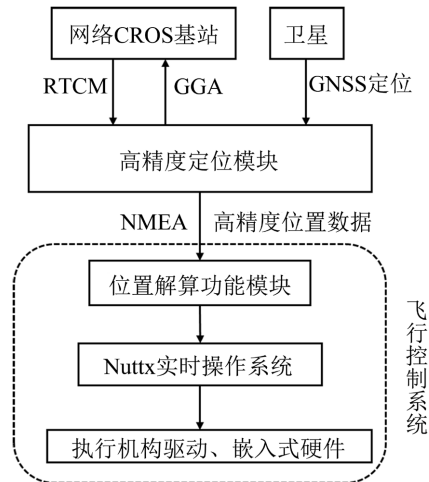 网络CROS基站
卫星
RTCM
GGA
GNSS定位
高精度定位模块
NMEA
高精度位置数据
位置解算功能模块
Nuttx实时操作系统
执行机构驱动、嵌入式硬件
飞行控制系统